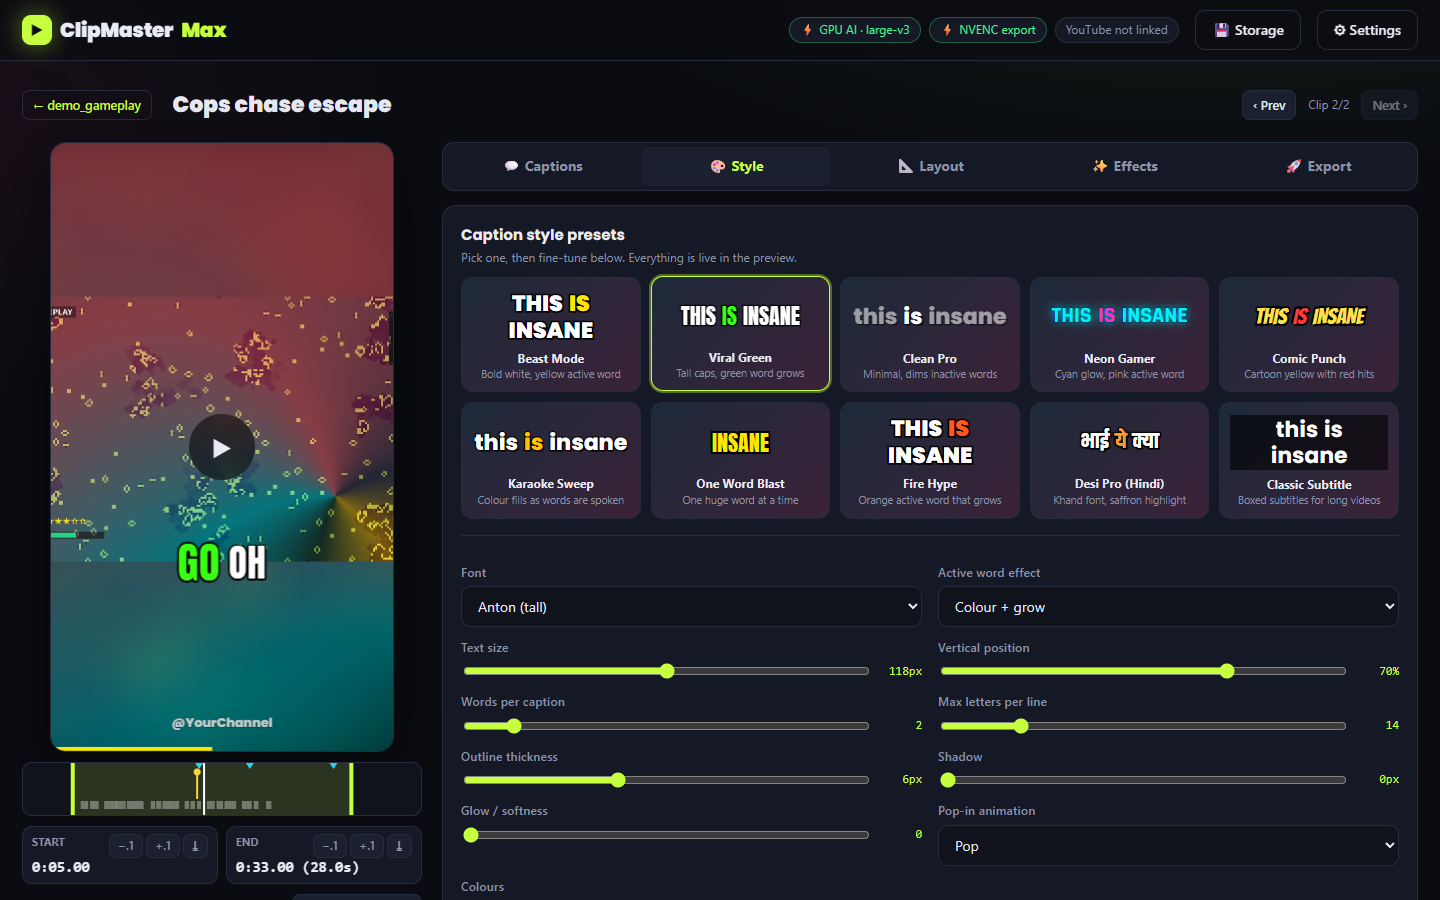 ClipMaster Max
GPU AI · large-v3
NVENC export
YouTube not linked
Storage
Settings
← demo_gameplay
Cops chase escape
‹ Prev
Clip 2/2
Next ›
PLAY
GO OH
@YourChannel
START
−.1
+.1
0:05.00
END
−.1
+.1
0:33.00 (28.0s)
Captions
Style
Layout
Effects
Export
Caption style presets
Pick one, then fine-tune below. Everything is live in the preview.
THIS IS
INSANE
Beast Mode
Bold white, yellow active word
THIS IS INSANE
Viral Green
Tall caps, green word grows
this is insane
Clean Pro
Minimal, dims inactive words
THIS IS INSANE
Neon Gamer
Cyan glow, pink active word
THIS IS INSANE
Comic Punch
Cartoon yellow with red hits
this is insane
Karaoke Sweep
Colour fills as words are spoken
INSANE
One Word Blast
One huge word at a time
THIS IS
INSANE
Fire Hype
Orange active word that grows
भाई ये क्या
Desi Pro (Hindi)
Khand font, saffron highlight
this is
insane
Classic Subtitle
Boxed subtitles for long videos
Font
Anton (tall)
Active word effect
Colour + grow
Text size
118px
Vertical position
70%
Words per caption
2
Max letters per line
14
Outline thickness
6px
Shadow
0px
Glow / softness
0
Pop-in animation
Pop
Colours